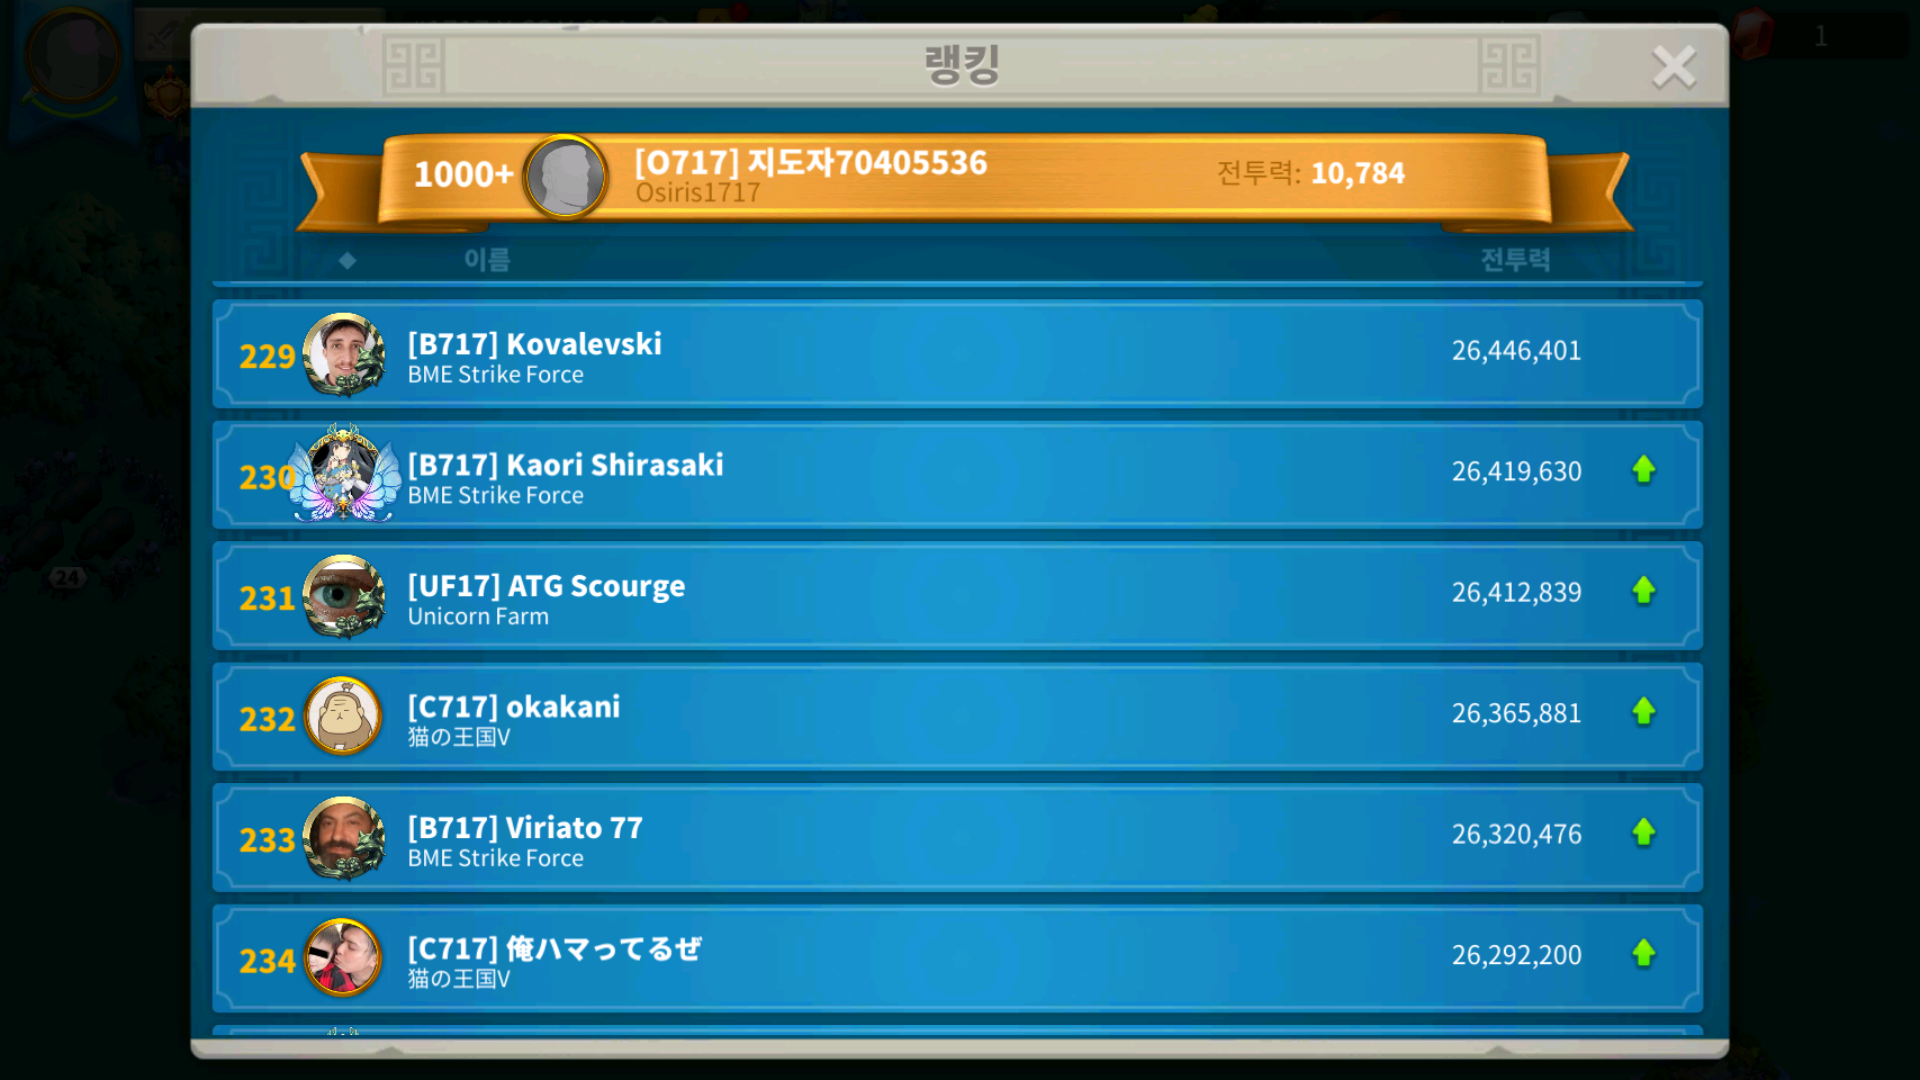 1
랭킹
1000+
[O717] 지도자70405536
Osiris1717
전투력: 10,784
이름
전투력
229
[B717] Kovalevski
BME Strike Force
26,446,401
230
[B717] Kaori Shirasaki
BME Strike Force
26,419,630
231
[UF17] ATG Scourge
Unicorn Farm
26,412,839
24
232
[C717] okakani
猫の王国V
26,365,881
233
[B717] Viriato 77
BME Strike Force
26,320,476
234
[C717] 俺ハマってるぜ
猫の王国V
26,292,200